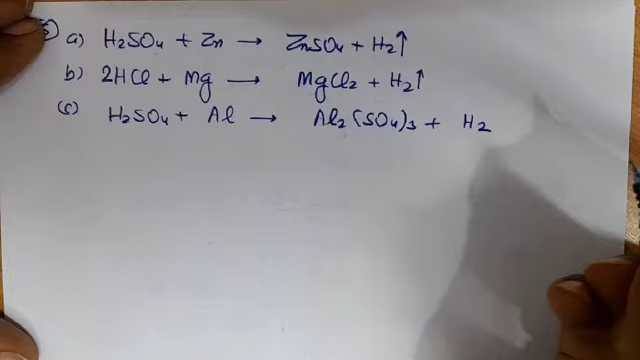 a) H₂SO₄ + Zn → ZnSO₄ + H₂↑
b) 2HCl + Mg → MgCl₂ + H₂↑
(c) H₂SO₄ + Al → Al₂(SO₄)₃ + H₂